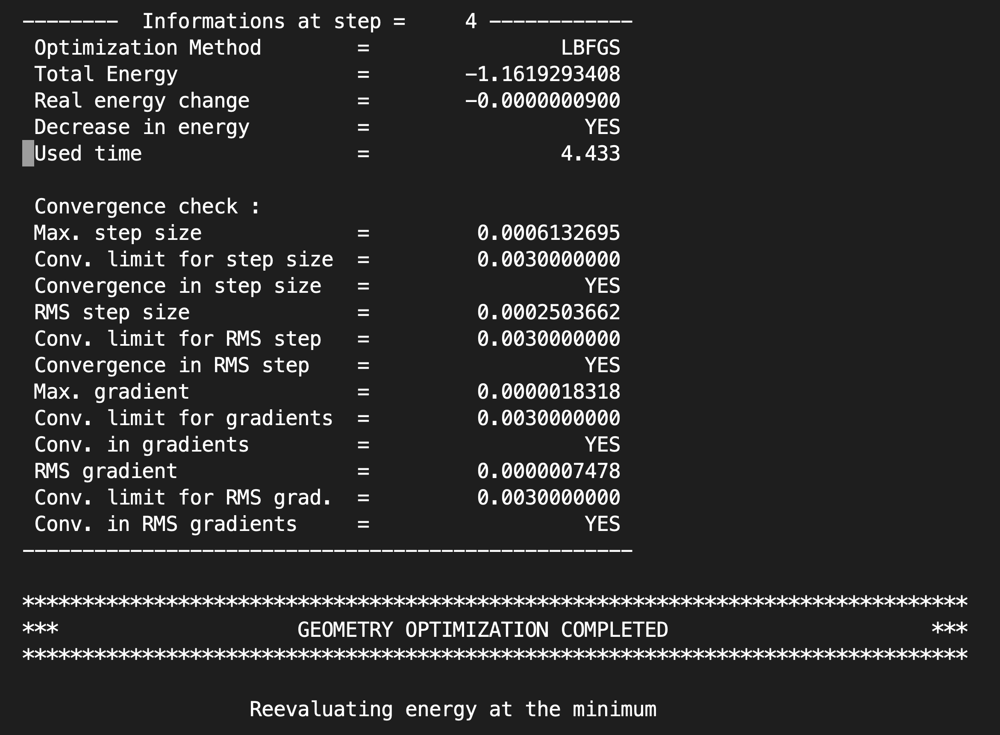 --------  Informations at step =     4 ------------
Optimization Method        =                LBFGS
Total Energy               =        -1.1619293408
Real energy change         =        -0.0000000900
Decrease in energy         =                  YES
Used time                  =                4.433
Convergence check :
Max. step size             =         0.0006132695
Conv. limit for step size  =         0.0030000000
Convergence in step size   =                  YES
RMS step size              =         0.0002503662
Conv. limit for RMS step   =         0.0030000000
Convergence in RMS step    =                  YES
Max. gradient              =         0.0000018318
Conv. limit for gradients  =         0.0030000000
Conv. in gradients         =                  YES
RMS gradient               =         0.0000007478
Conv. limit for RMS grad.  =         0.0030000000
Conv. in RMS gradients     =                  YES
---------------------------------------------------
*******************************************************************************
***                    GEOMETRY OPTIMIZATION COMPLETED                      ***
*******************************************************************************
Reevaluating energy at the minimum